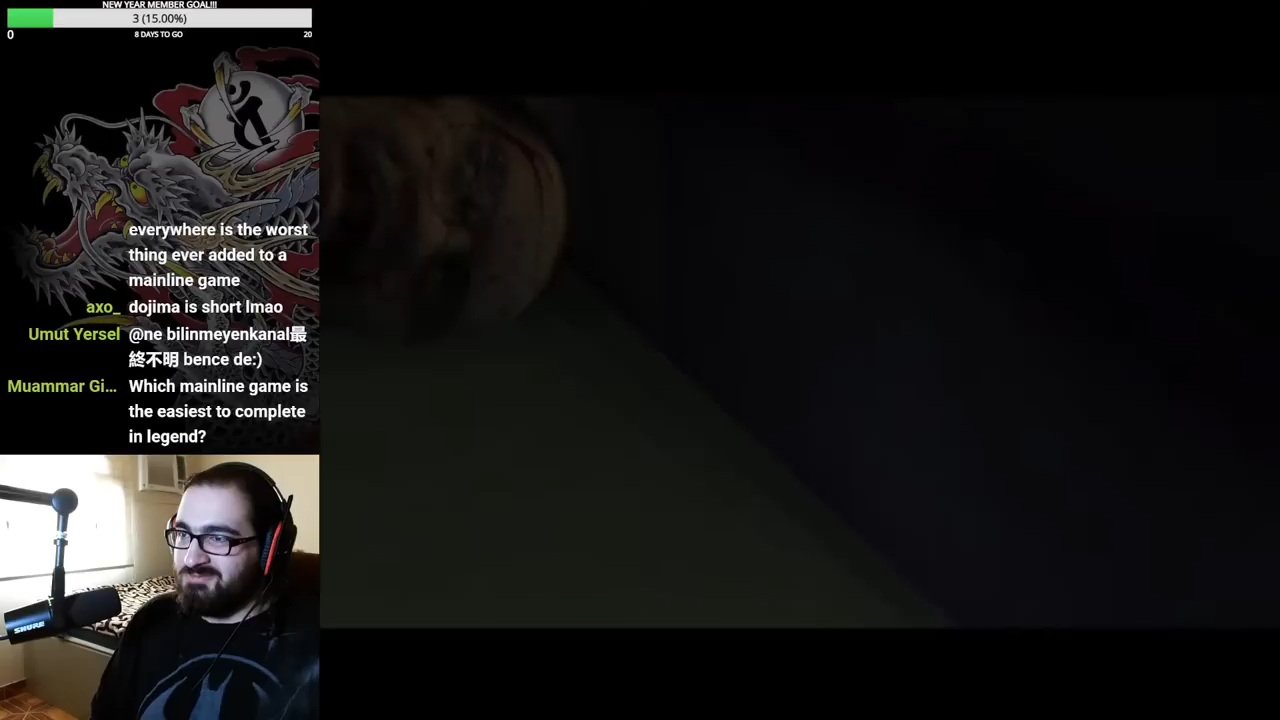 NEW YEAR MEMBER GOAL!!!
3 (15.00%)
0 8 DAYS TO GO 20
everywhere is the worst
thing ever added to a
mainline game
axo_ dojima is short lmao
Umut Yersel @ne bilinmeyenkanal最
終不明 bence de:)
Muammar Gi... Which mainline game is
the easiest to complete
in legend?
SHURE